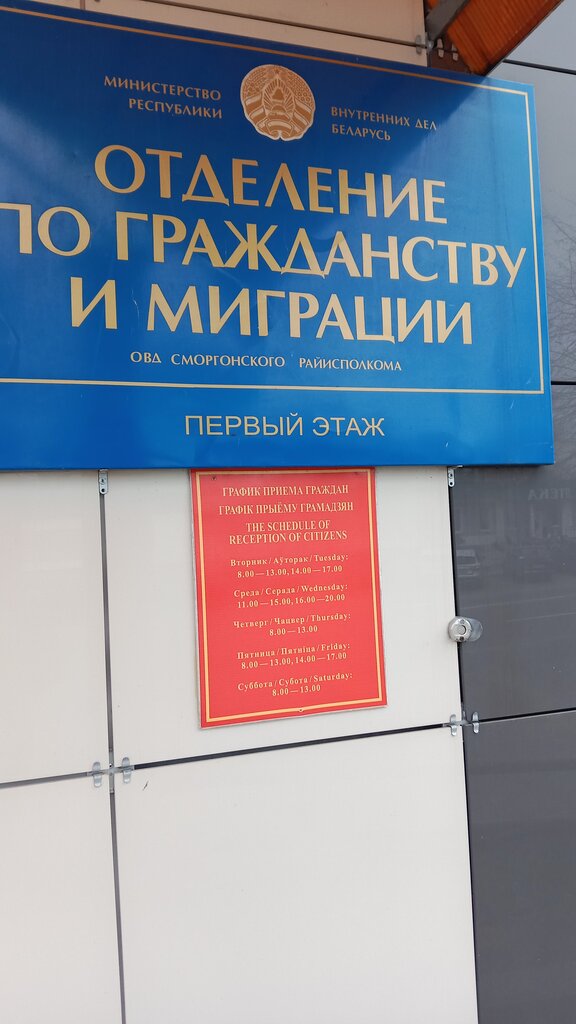 МИНИСТЕРСТВО ВНУТРЕННИХ ДЕЛ
РЕСПУБЛИКИ БЕЛАРУСЬ
ОТДЕЛЕНИЕ
ПО ГРАЖДАНСТВУ
И МИГРАЦИИ
ОВД СМОРГОНСКОГО РАЙИСПОЛКОМА
ПЕРВЫЙ ЭТАЖ
ГРАФИК ПРИЕМА ГРАЖДАН
ГРАФІК ПРЫЁМУ ГРАМАДЗЯН
THE SCHEDULE OF
RECEPTION OF CITIZENS
Вторник/Аўторак/Tuesday:
8.00—13.00, 14.00—17.00
Среда/Серада/Wednesday:
11.00—15.00, 16.00—20.00
Четверг/Чацвер/Thursday:
8.00—13.00
Пятница/Пятніца/Friday:
8.00—13.00, 14.00—17.00
Суббота/Субота/Saturday:
8.00—13.00